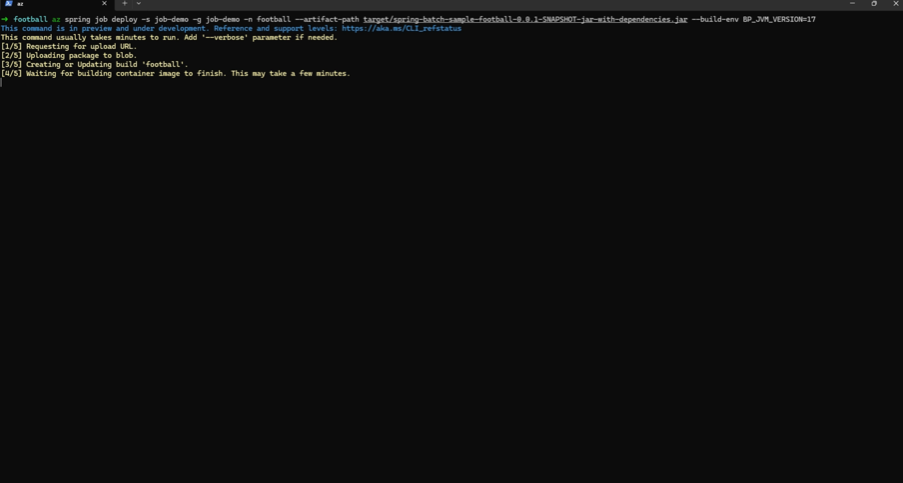 az
→ football az spring job deploy -s job-demo -g job-demo -n football --artifact-path target/spring-batch-sample-football-0.0.1-SNAPSHOT-jar-with-dependencies.jar --build-env BP_JVM_VERSION=17
This command is in preview and under development. Reference and support levels: https://aka.ms/CLI_refstatus
This command usually takes minutes to run. Add '--verbose' parameter if needed.
[1/5] Requesting for upload URL.
[2/5] Uploading package to blob.
[3/5] Creating or Updating build 'football'.
[4/5] Waiting for building container image to finish. This may take a few minutes.